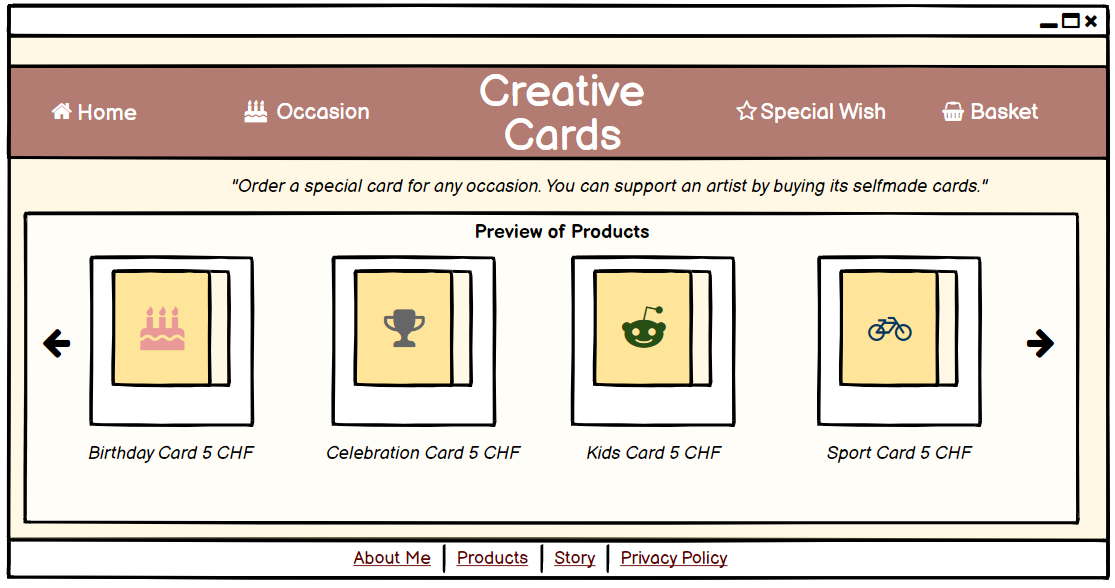 Home
Occasion
Creative
Cards
Special Wish
Basket
"Order a special card for any occasion. You can support an artist by buying its selfmade cards."
Preview of Products
Birthday Card 5 CHF
Celebration Card 5 CHF
Kids Card 5 CHF
Sport Card 5 CHF
About Me
Products
Story
Privacy Policy